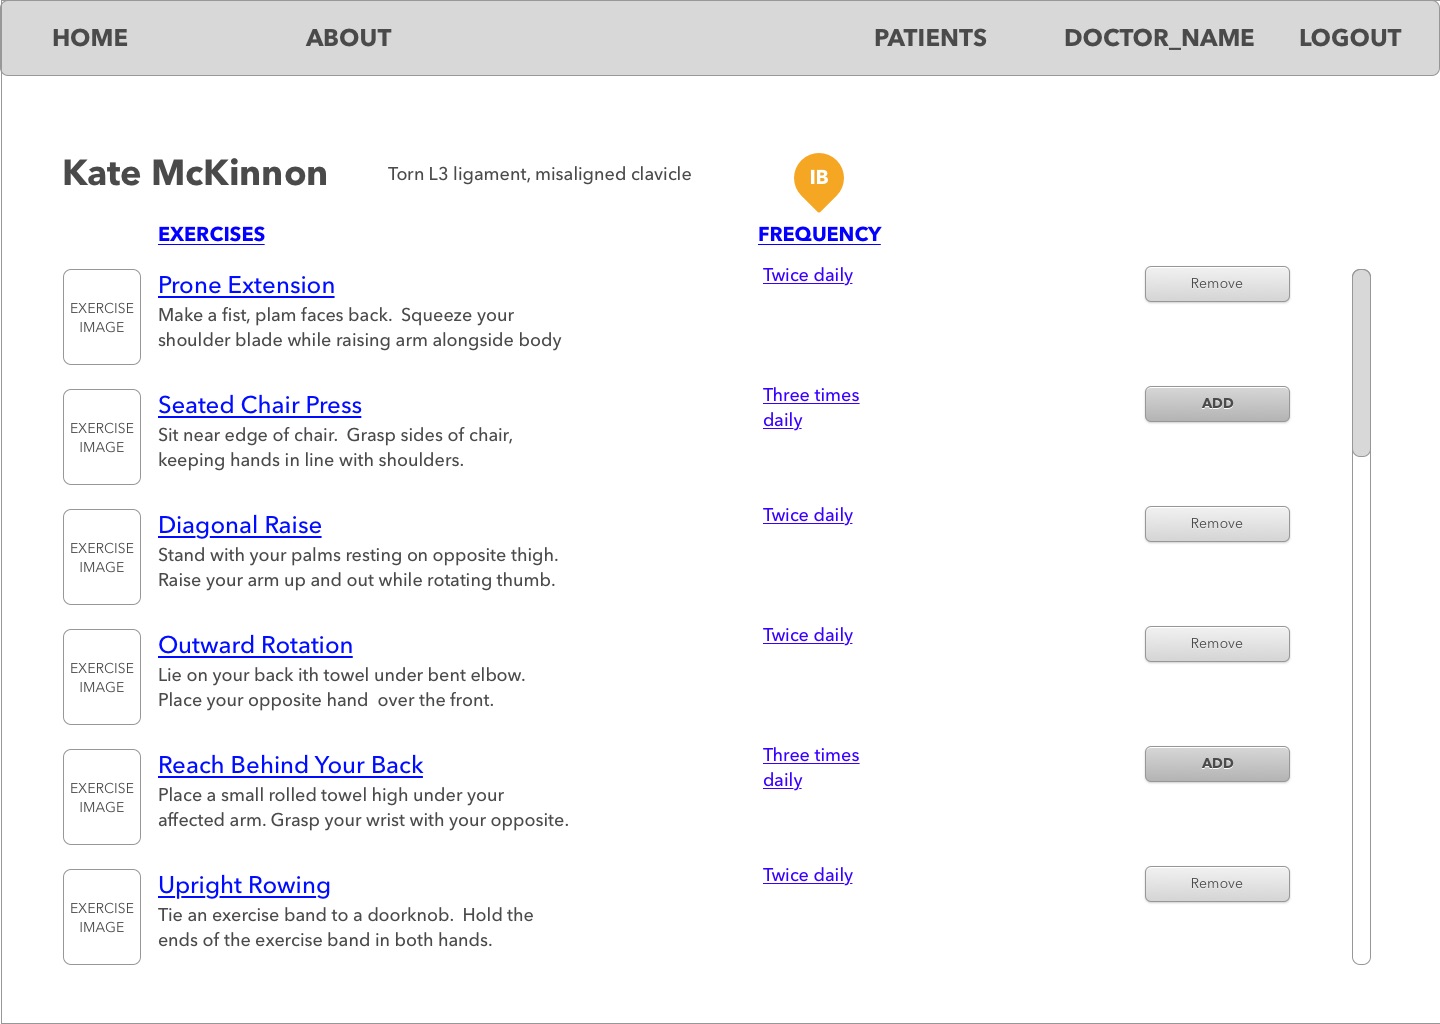 HOME ABOUT PATIENTS DOCTOR_NAME LOGOUT
Kate McKinnon Torn L3 ligament, misaligned clavicle IB
EXERCISES FREQUENCY
EXERCISE
IMAGE
Prone Extension
Make a fist, plam faces back.  Squeeze your
shoulder blade while raising arm alongside body
Twice daily
Remove
EXERCISE
IMAGE
Seated Chair Press
Sit near edge of chair.  Grasp sides of chair,
keeping hands in line with shoulders.
Three times
daily
ADD
EXERCISE
IMAGE
Diagonal Raise
Stand with your palms resting on opposite thigh.
Raise your arm up and out while rotating thumb.
Twice daily
Remove
EXERCISE
IMAGE
Outward Rotation
Lie on your back ith towel under bent elbow.
Place your opposite hand  over the front.
Twice daily
Remove
EXERCISE
IMAGE
Reach Behind Your Back
Place a small rolled towel high under your
affected arm. Grasp your wrist with your opposite.
Three times
daily
ADD
EXERCISE
IMAGE
Upright Rowing
Tie an exercise band to a doorknob.  Hold the
ends of the exercise band in both hands.
Twice daily
Remove